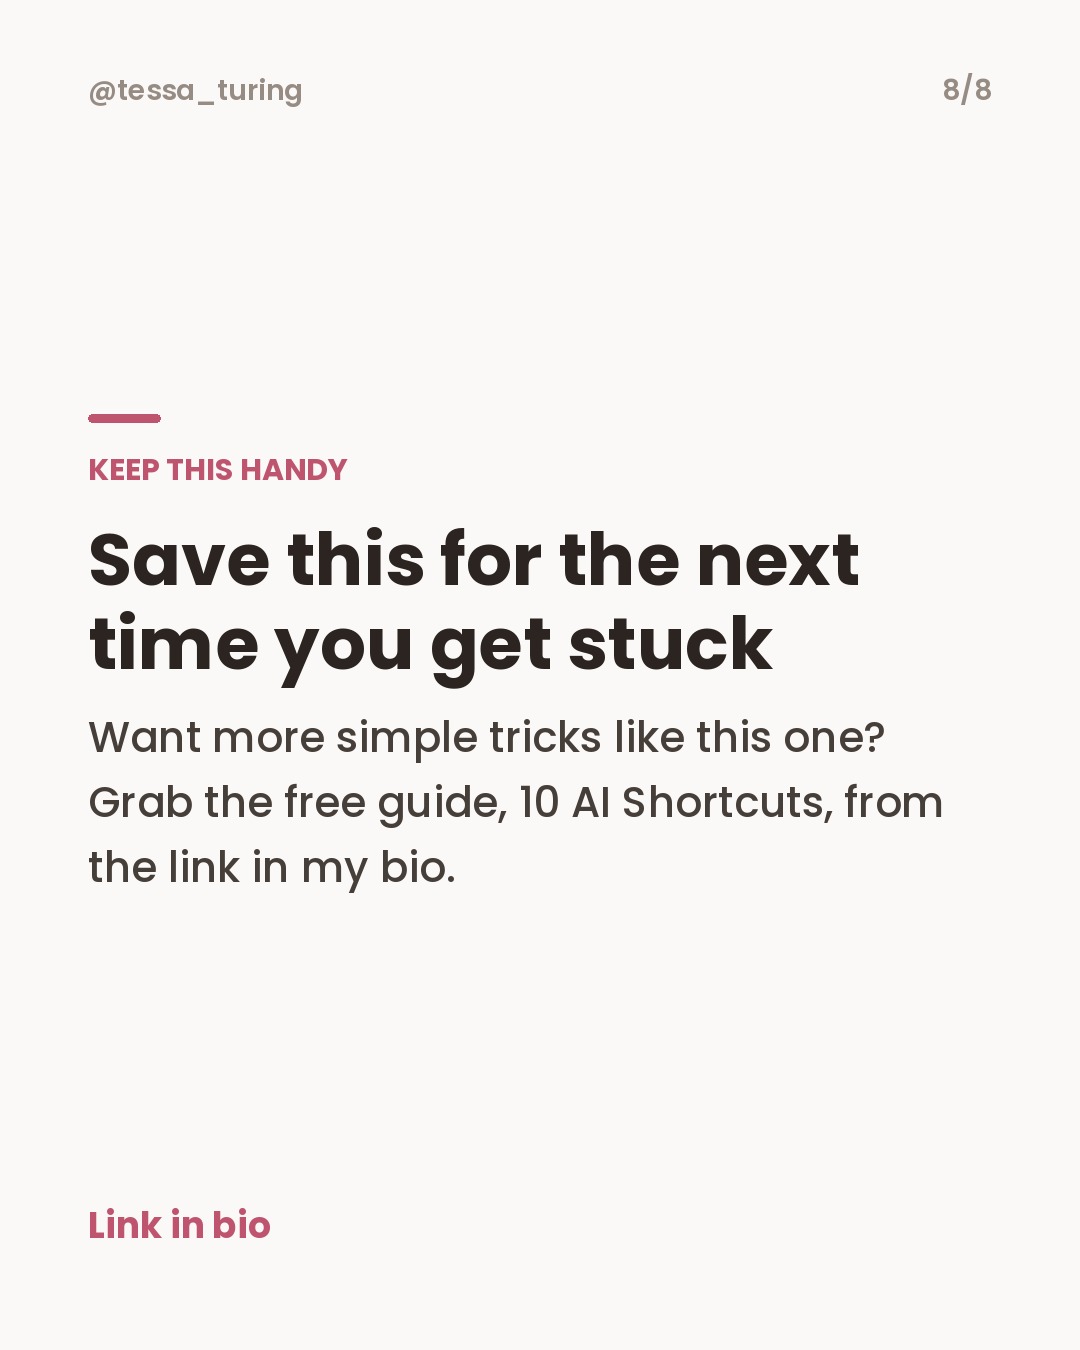 @tessa_turing
8/8
KEEP THIS HANDY
Save this for the next
time you get stuck
Want more simple tricks like this one?
Grab the free guide, 10 AI Shortcuts, from
the link in my bio.
Link in bio